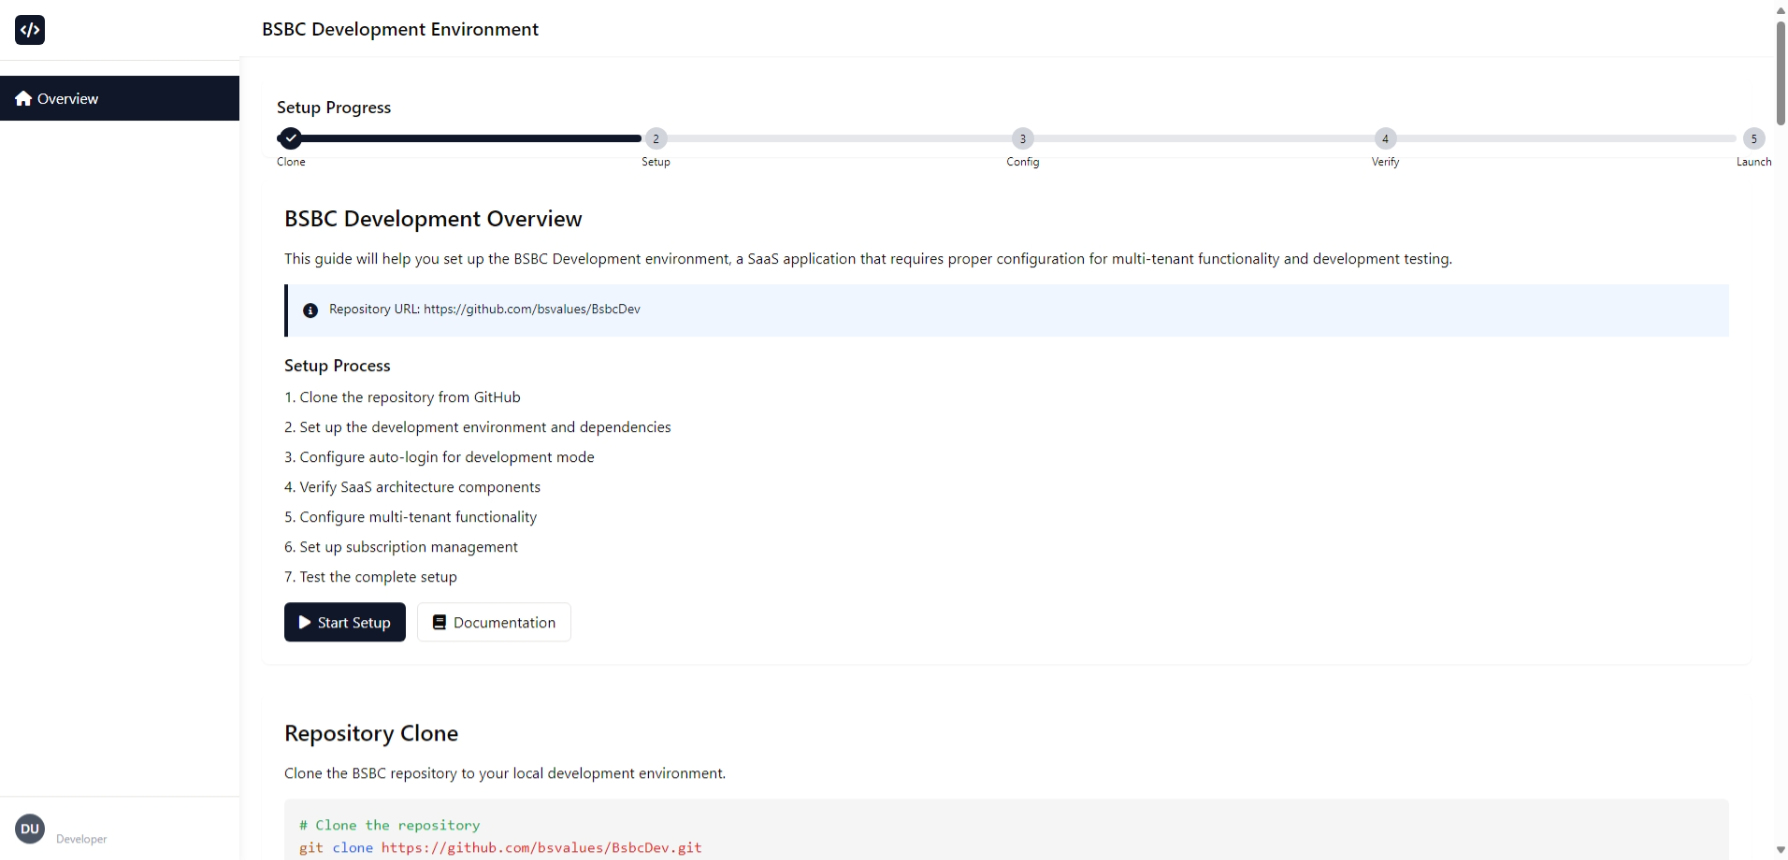 </>
BSBC Development Environment
Overview
Setup Progress
2
3
4
5
Clone
Setup
Config
Verify
Launch
BSBC Development Overview
This guide will help you set up the BSBC Development environment, a SaaS application that requires proper configuration for multi-tenant functionality and development testing.
Repository URL: https://github.com/bsvalues/BsbcDev
Setup Process
1. Clone the repository from GitHub
2. Set up the development environment and dependencies
3. Configure auto-login for development mode
4. Verify SaaS architecture components
5. Configure multi-tenant functionality
6. Set up subscription management
7. Test the complete setup
Start Setup
Documentation
Repository Clone
Clone the BSBC repository to your local development environment.
# Clone the repository
git clone https://github.com/bsvalues/BsbcDev.git
DU
Developer